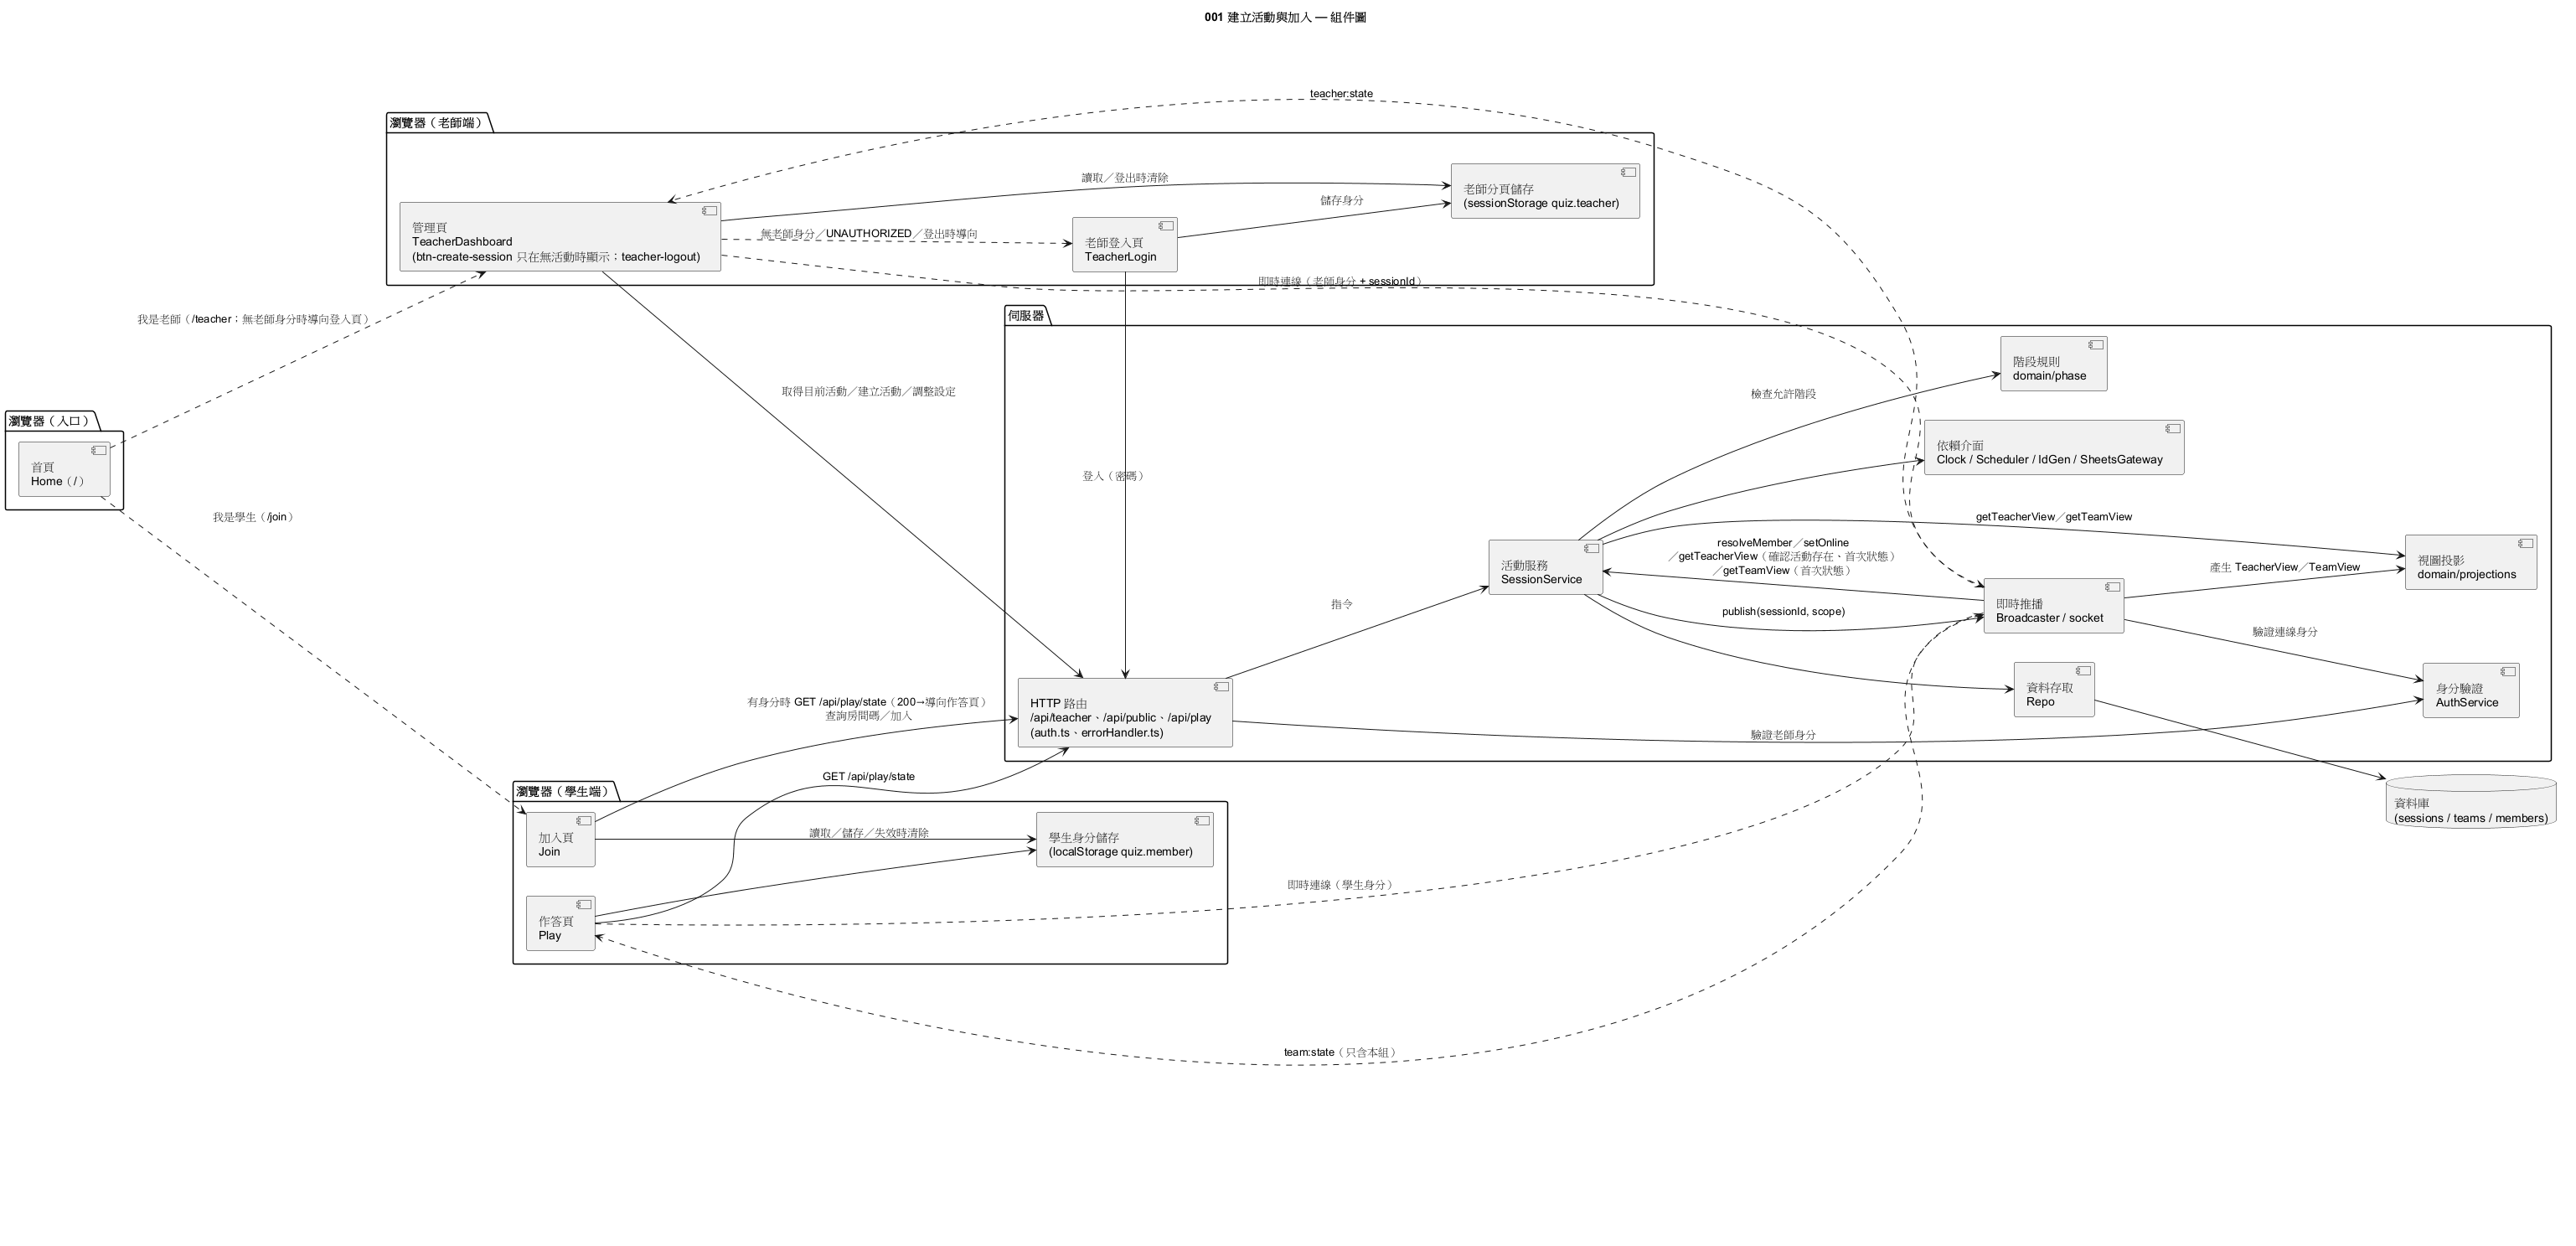 001 建立活動與加入 — 組件圖
teacher:state
瀏覽器（老師端）
讀取／登出時清除
老師分頁儲存
(sessionStorage quiz.teacher)
儲存身分
管理頁
TeacherDashboard
(btn-create-session 只在無活動時顯示；teacher-logout)
無老師身分／UNAUTHORIZED／登出時導向
老師登入頁
TeacherLogin
即時連線（老師身分 + sessionId）
伺服器
我是老師（/teacher；無老師身分時導向登入頁）
階段規則
domain/phase
取得目前活動／建立活動／調整設定
檢查允許階段
瀏覽器（入口）
首頁
Home（/）
依賴介面
Clock / Scheduler / IdGen / SheetsGateway
登入（密碼）
我是學生（/join）
getTeacherView／getTeamView
resolveMember／setOnline
／getTeacherView（確認活動存在、首次狀態）
／getTeamView（首次狀態）
活動服務
SessionService
視圖投影
domain/projections
產生 TeacherView／TeamView
指令
publish(sessionId, scope)
即時推播
Broadcaster / socket
驗證連線身分
資料存取
Repo
身分驗證
AuthService
有身分時 GET /api/play/state（200→導向作答頁）
查詢房間碼／加入
HTTP 路由
/api/teacher、/api/public、/api/play
(auth.ts、errorHandler.ts)
驗證老師身分
GET /api/play/state
瀏覽器（學生端）
資料庫
(sessions / teams / members)
加入頁
Join
讀取／儲存／失效時清除
學生身分儲存
(localStorage quiz.member)
即時連線（學生身分）
作答頁
Play
team:state（只含本組）